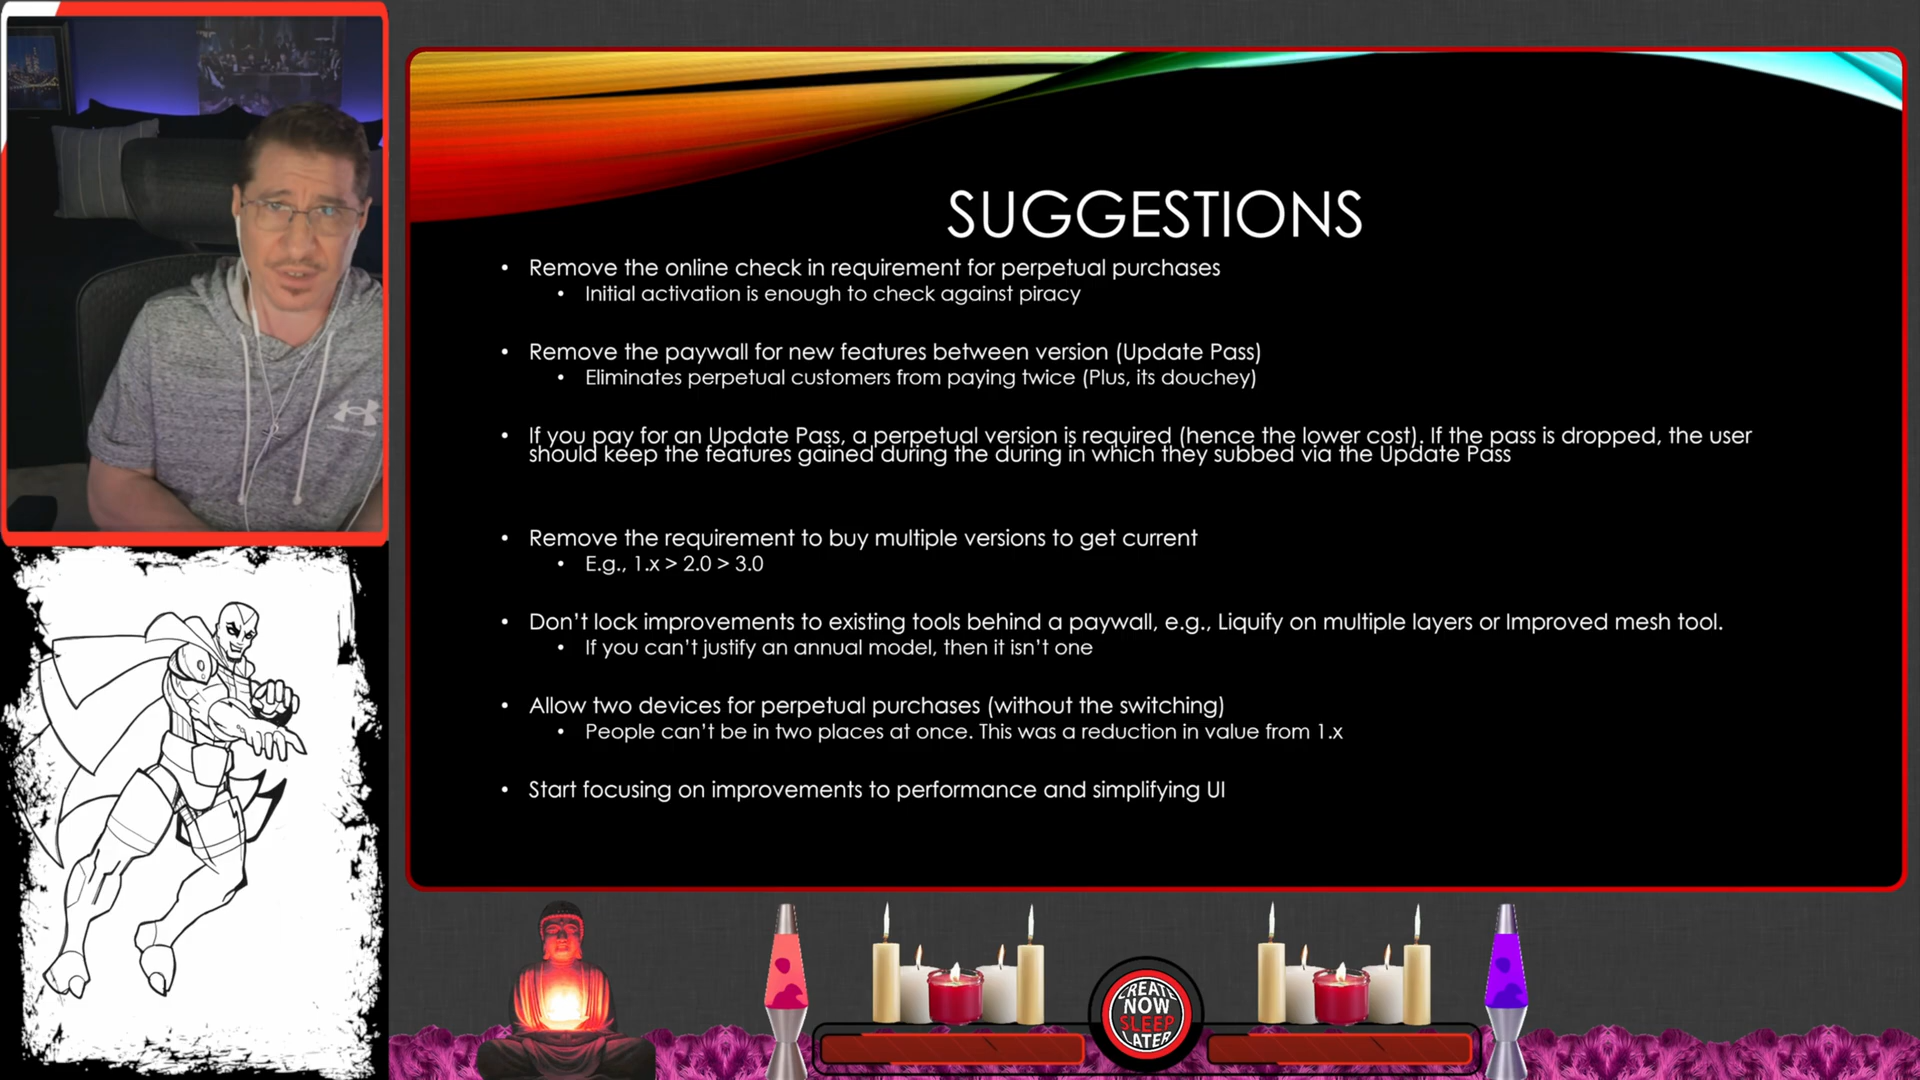 SUGGESTIONS
• Remove the online check in requirement for perpetual purchases
• Initial activation is enough to check against piracy
• Remove the paywall for new features between version (Update Pass)
• Eliminates perpetual customers from paying twice (Plus, its douchey)
• If you pay for an Update Pass, a perpetual version is required (hence the lower cost). If the pass is dropped, the user
should keep the features gained during the during in which they subbed via the Update Pass
• Remove the requirement to buy multiple versions to get current
• E.g., 1.x > 2.0 > 3.0
• Don't lock improvements to existing tools behind a paywall, e.g., Liquify on multiple layers or Improved mesh tool.
• If you can't justify an annual model, then it isn't one
• Allow two devices for perpetual purchases (without the switching)
• People can't be in two places at once. This was a reduction in value from 1.x
• Start focusing on improvements to performance and simplifying UI
CREATE
NOW
SLEEP
LATER